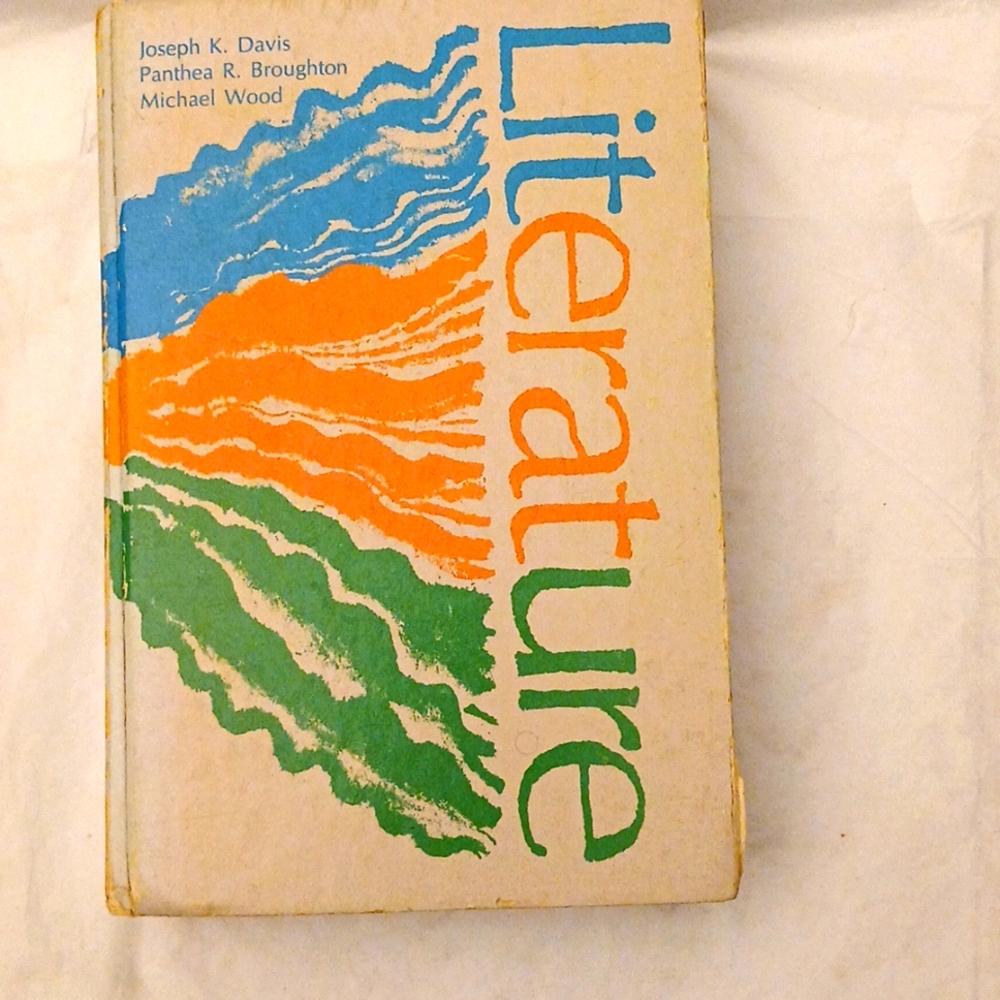 Joseph K. Davis
Panthea R. Broughton
Michael Wood
Literature